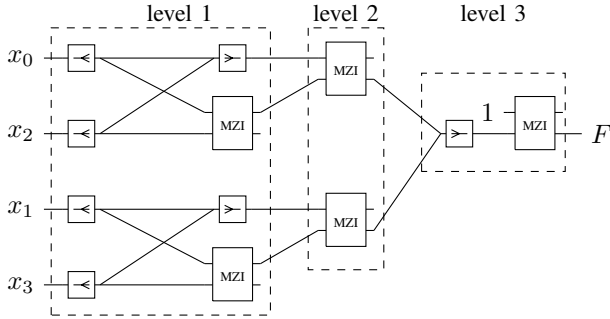 level 1 level 2 level 3
x₀ MZI
x₂ MZI 1 MZI F
x₁ MZI
x₃ MZI